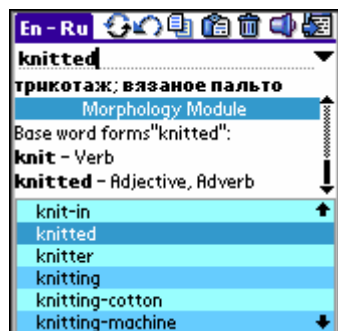 En - Ru
knitted
трикотаж; вязаное пальто
Morphology Module
Base word forms"knitted":
knit - Verb
knitted - Adjective, Adverb
knit-in
knitted
knitter
knitting
knitting-cotton
knitting-machine